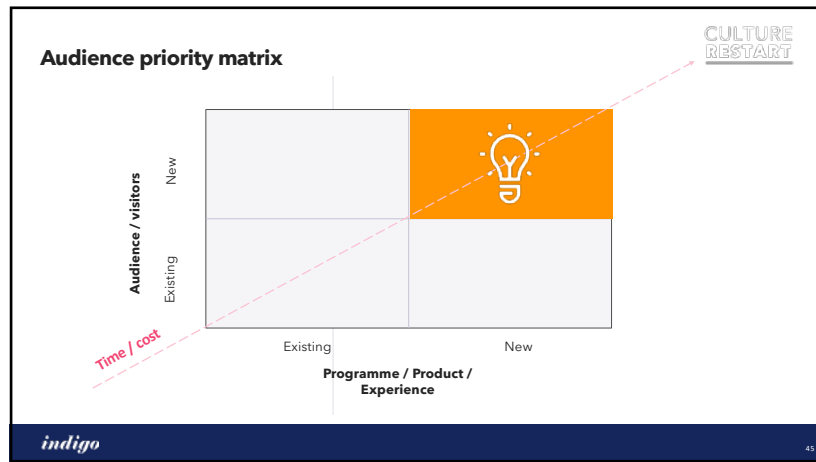 CULTURE
RESTART
Audience priority matrix
Audience / visitors
New
Existing
Time / cost
Existing
New
Programme / Product /
Experience
indigo
45